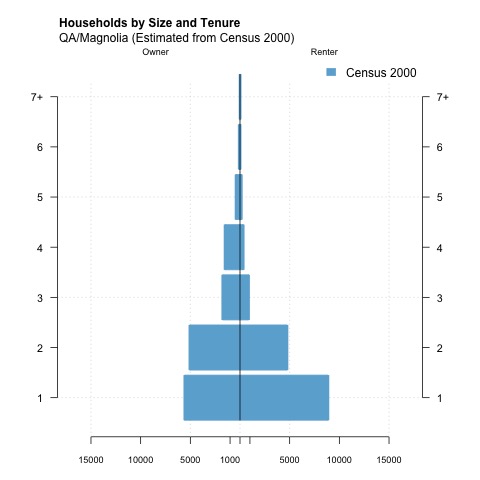 Households by Size and Tenure
QA/Magnolia (Estimated from Census 2000)
Owner Renter
Census 2000
7+ 7+
6 6
5 5
4 4
3 3
2 2
1 1
15000 10000 5000 1000 5000 10000 15000